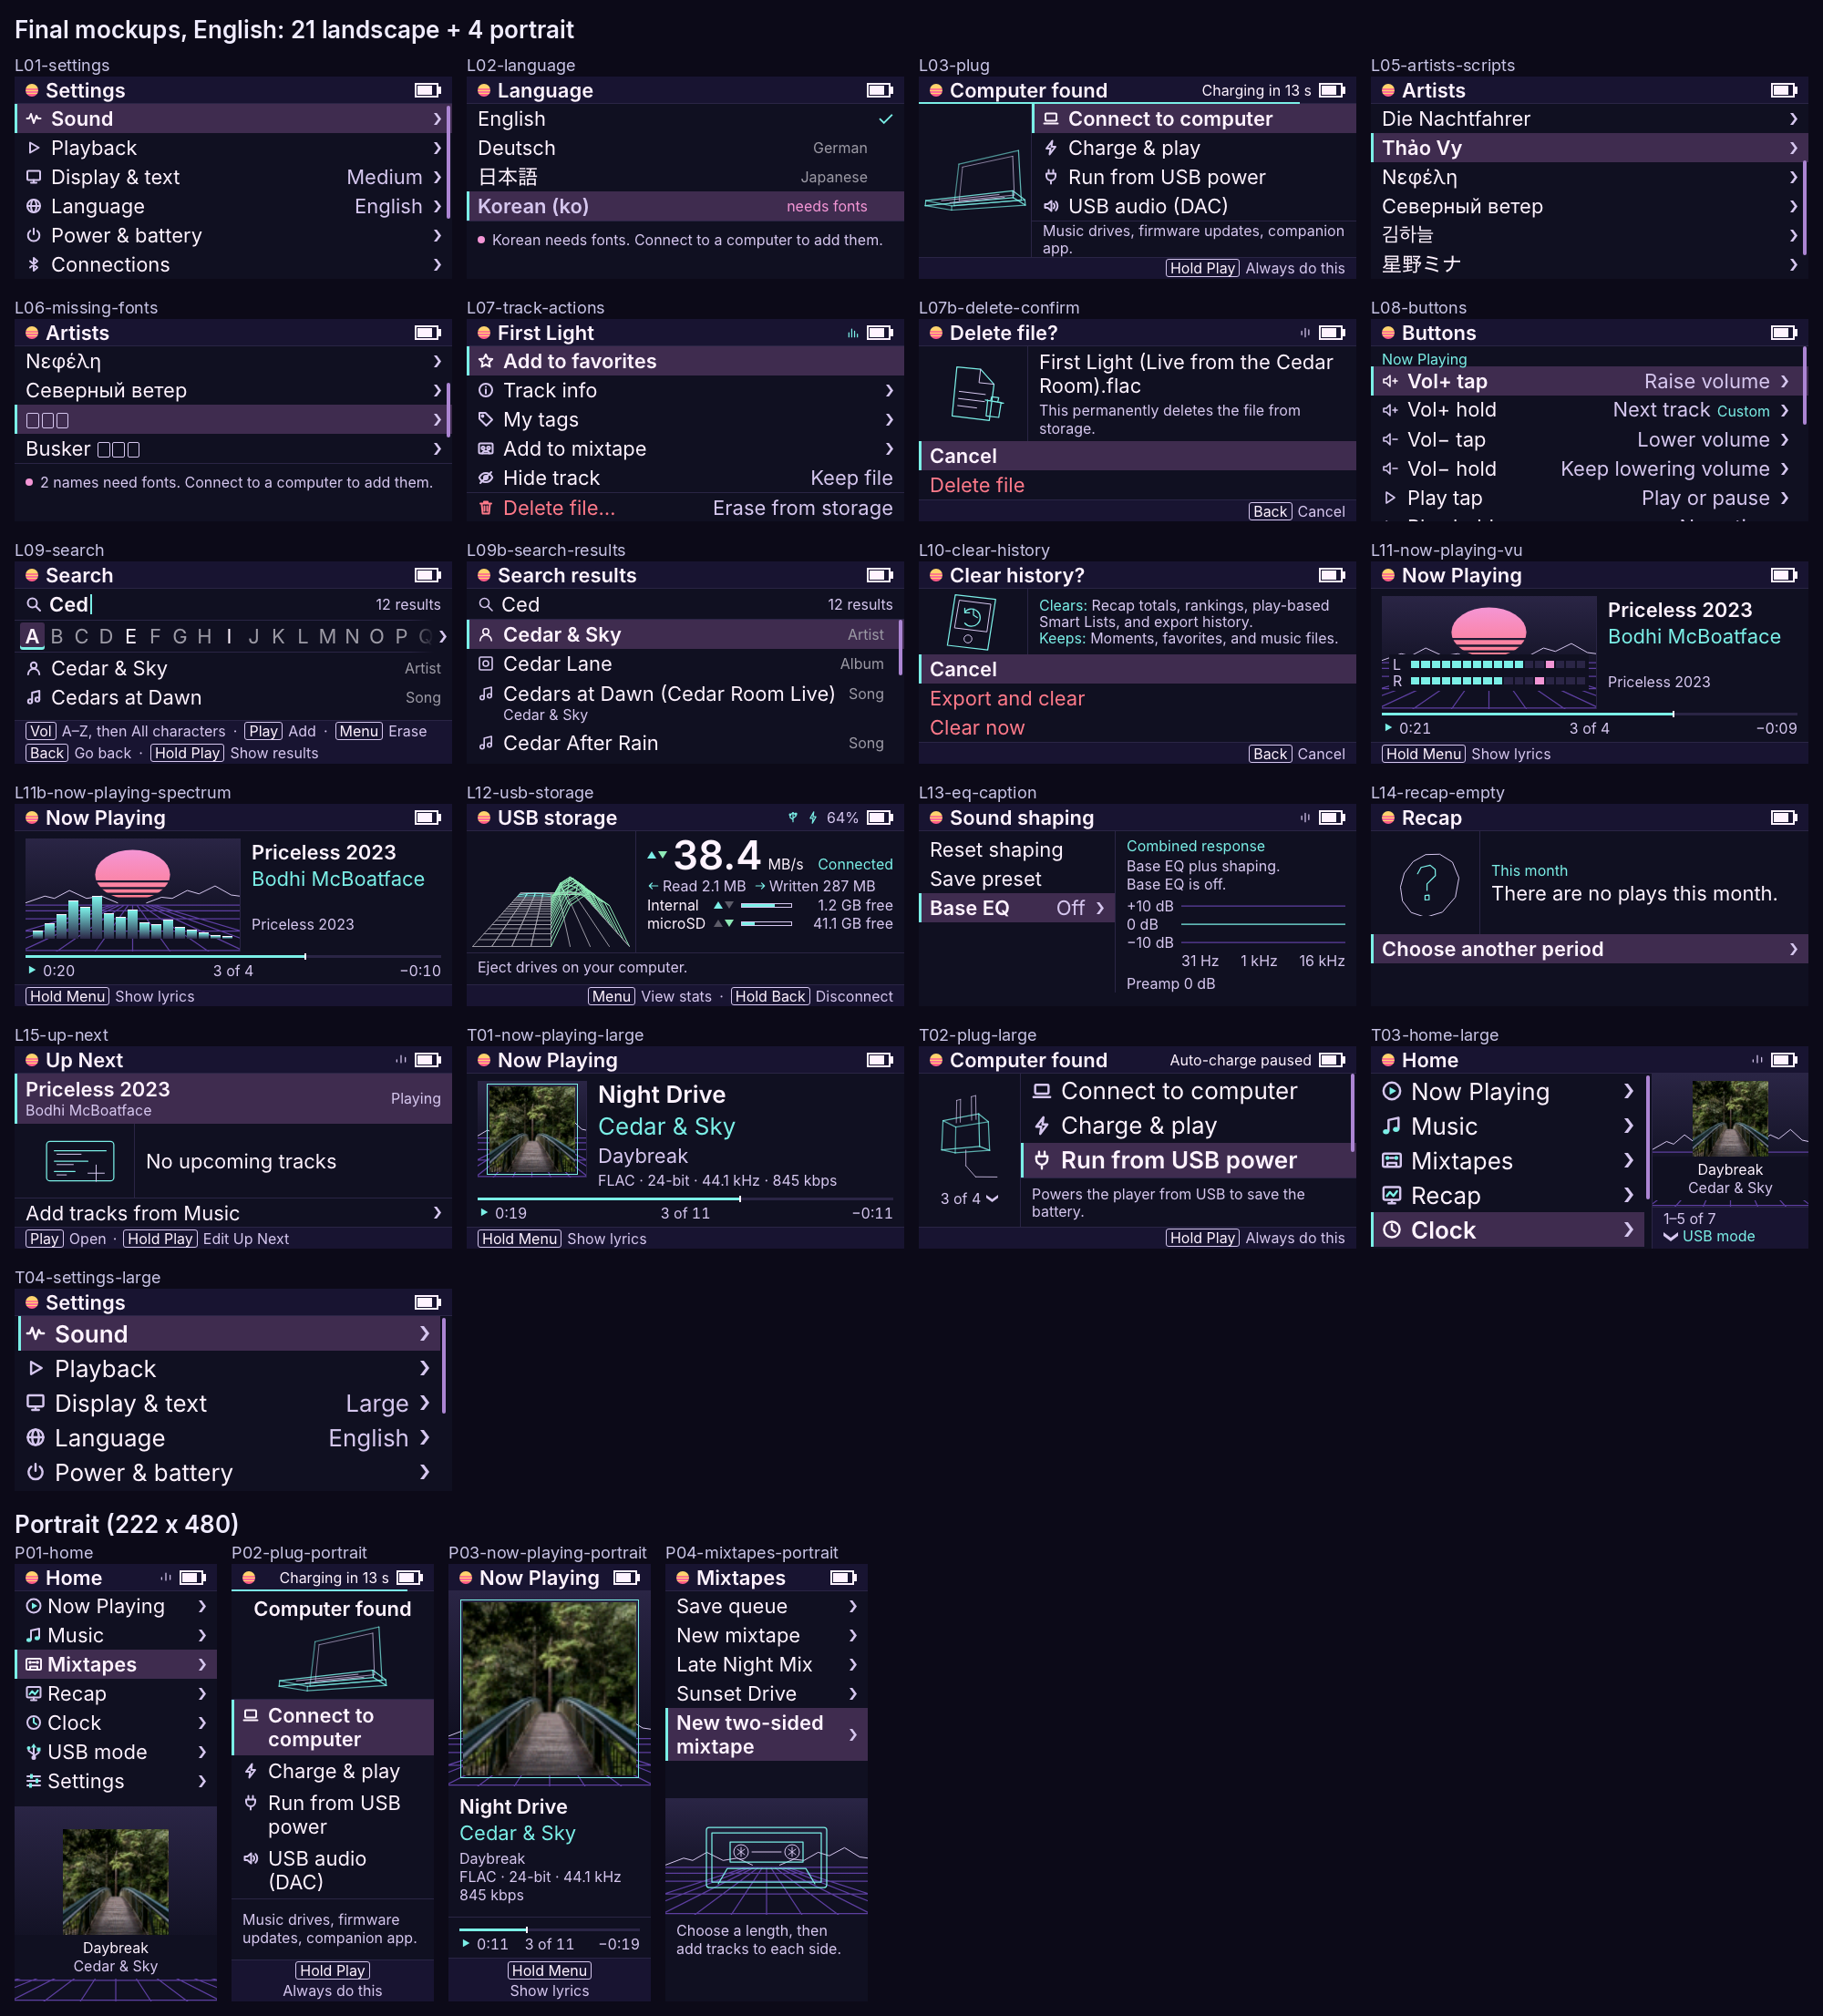 Final mockups, English: 21 landscape + 4 portrait
L01-settings
Settings
Sound
Playback
Display & text Medium
Language English
Power & battery
Connections
L02-language
Language
English
Deutsch German
日本語 Japanese
Korean (ko) needs fonts
Korean needs fonts. Connect to a computer to add them.
L03-plug
Computer found Charging in 13 s
Connect to computer
Charge & play
Run from USB power
USB audio (DAC)
Music drives, firmware updates, companion
app.
Hold Play Always do this
L05-artists-scripts
Artists
Die Nachtfahrer
Thảo Vy
Νεφέλη
Северный ветер
김하늘
星野ミナ
L06-missing-fonts
Artists
Νεφέλη
Северный ветер
□□□
Busker □□□
2 names need fonts. Connect to a computer to add them.
L07-track-actions
First Light
Add to favorites
Track info
My tags
Add to mixtape
Hide track Keep file
Delete file... Erase from storage
L07b-delete-confirm
Delete file?
First Light (Live from the Cedar
Room).flac
This permanently deletes the file from
storage.
Cancel
Delete file
Back Cancel
L08-buttons
Buttons
Now Playing
Vol+ tap Raise volume
Vol+ hold Next track Custom
Vol− tap Lower volume
Vol− hold Keep lowering volume
Play tap Play or pause
L09-search
Search
Ced 12 results
A B C D E F G H I J K L M N O P Q
Cedar & Sky Artist
Cedars at Dawn Song
Vol A–Z, then All characters · Play Add · Menu Erase
Back Go back · Hold Play Show results
L09b-search-results
Search results
Ced 12 results
Cedar & Sky Artist
Cedar Lane Album
Cedars at Dawn (Cedar Room Live) Song
Cedar & Sky
Cedar After Rain Song
L10-clear-history
Clear history?
Clears: Recap totals, rankings, play-based
Smart Lists, and export history.
Keeps: Moments, favorites, and music files.
Cancel
Export and clear
Clear now
Back Cancel
L11-now-playing-vu
Now Playing
Priceless 2023
Bodhi McBoatface
L
R
Priceless 2023
0:21 3 of 4 −0:09
Hold Menu Show lyrics
L11b-now-playing-spectrum
Now Playing
Priceless 2023
Bodhi McBoatface
Priceless 2023
0:20 3 of 4 −0:10
Hold Menu Show lyrics
L12-usb-storage
USB storage 64%
38.4 MB/s Connected
← Read 2.1 MB → Written 287 MB
Internal 1.2 GB free
microSD 41.1 GB free
Eject drives on your computer.
Menu View stats · Hold Back Disconnect
L13-eq-caption
Sound shaping
Reset shaping
Save preset
Base EQ Off
Combined response
Base EQ plus shaping.
Base EQ is off.
+10 dB
0 dB
−10 dB
31 Hz 1 kHz 16 kHz
Preamp 0 dB
L14-recap-empty
Recap
This month
There are no plays this month.
Choose another period
L15-up-next
Up Next
Priceless 2023
Bodhi McBoatface
Playing
No upcoming tracks
Add tracks from Music
Play Open · Hold Play Edit Up Next
T01-now-playing-large
Now Playing
Night Drive
Cedar & Sky
Daybreak
FLAC · 24-bit · 44.1 kHz · 845 kbps
0:19 3 of 11 −0:11
Hold Menu Show lyrics
T02-plug-large
Computer found Auto-charge paused
Connect to computer
Charge & play
Run from USB power
3 of 4
Powers the player from USB to save the
battery.
Hold Play Always do this
T03-home-large
Home
Now Playing
Music
Mixtapes
Recap
Clock
Daybreak
Cedar & Sky
1–5 of 7
USB mode
T04-settings-large
Settings
Sound
Playback
Display & text Large
Language English
Power & battery
Portrait (222 x 480)
P01-home
Home
Now Playing
Music
Mixtapes
Recap
Clock
USB mode
Settings
Daybreak
Cedar & Sky
P02-plug-portrait
Charging in 13 s
Computer found
Connect to
computer
Charge & play
Run from USB
power
USB audio
(DAC)
Music drives, firmware
updates, companion app.
Hold Play
Always do this
P03-now-playing-portrait
Now Playing
Night Drive
Cedar & Sky
Daybreak
FLAC · 24-bit · 44.1 kHz
845 kbps
0:11 3 of 11 −0:19
Hold Menu
Show lyrics
P04-mixtapes-portrait
Mixtapes
Save queue
New mixtape
Late Night Mix
Sunset Drive
New two-sided
mixtape
Choose a length, then
add tracks to each side.